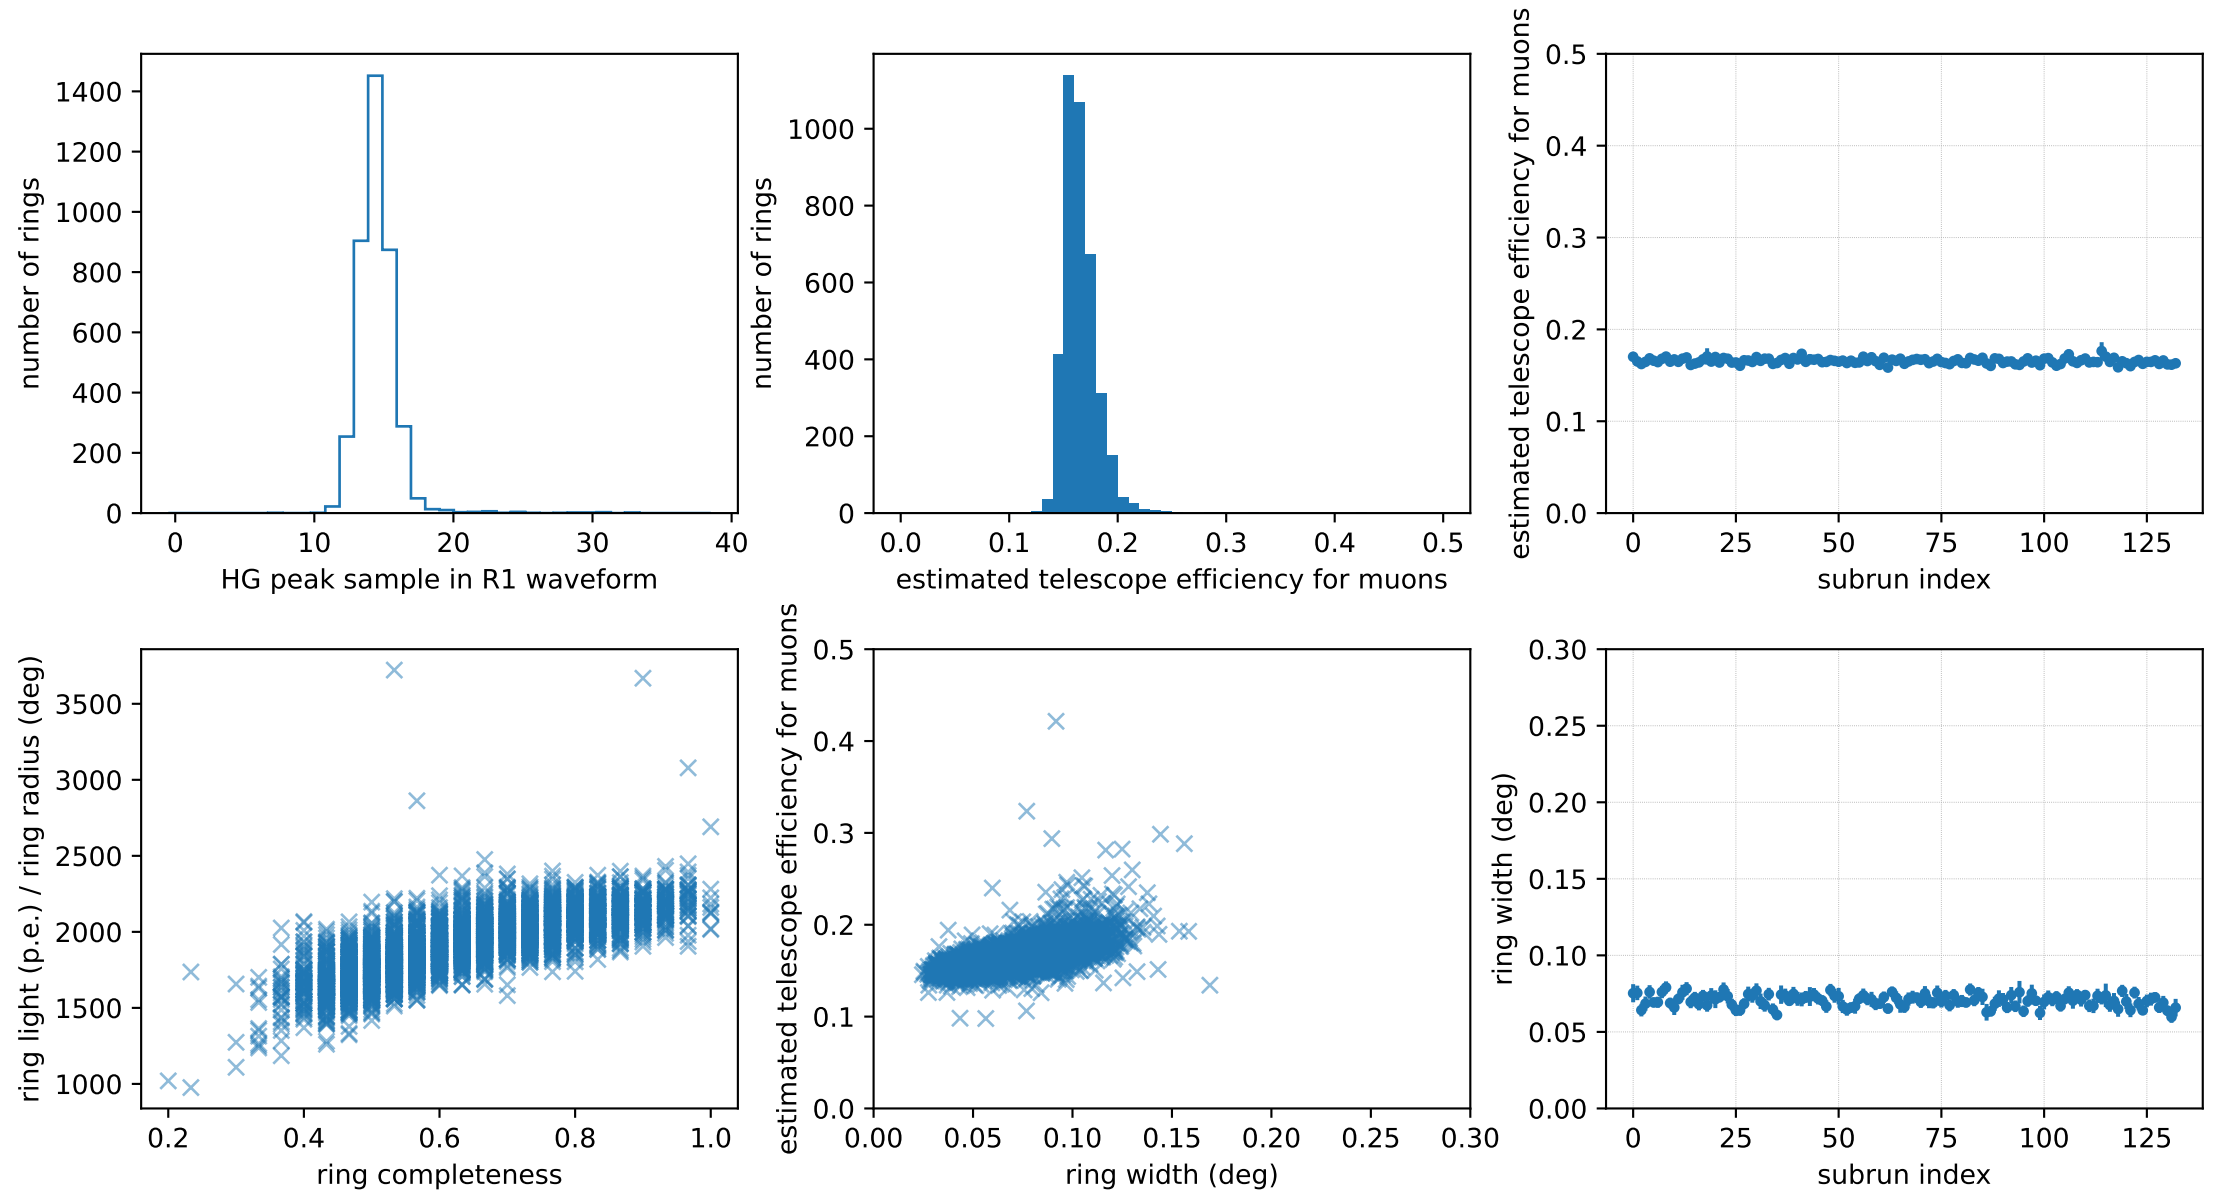 number of rings
1400
1200
1000
800
600
400
200
0
0 10 20 30 40
HG peak sample in R1 waveform
number of rings
1000
800
600
400
200
0
0.0 0.1 0.2 0.3 0.4 0.5
estimated telescope efficiency for muons
estimated telescope efficiency for muons
0.5
0.4
0.3
0.2
0.1
0.0
0 25 50 75 100 125
subrun index
ring light (p.e.) / ring radius (deg)
3500
3000
2500
2000
1500
1000
0.2 0.4 0.6 0.8 1.0
ring completeness
estimated telescope efficiency for muons
0.5
0.4
0.3
0.2
0.1
0.0
0.00 0.05 0.10 0.15 0.20 0.25 0.30
ring width (deg)
ring width (deg)
0.30
0.25
0.20
0.15
0.10
0.05
0.00
0 25 50 75 100 125
subrun index